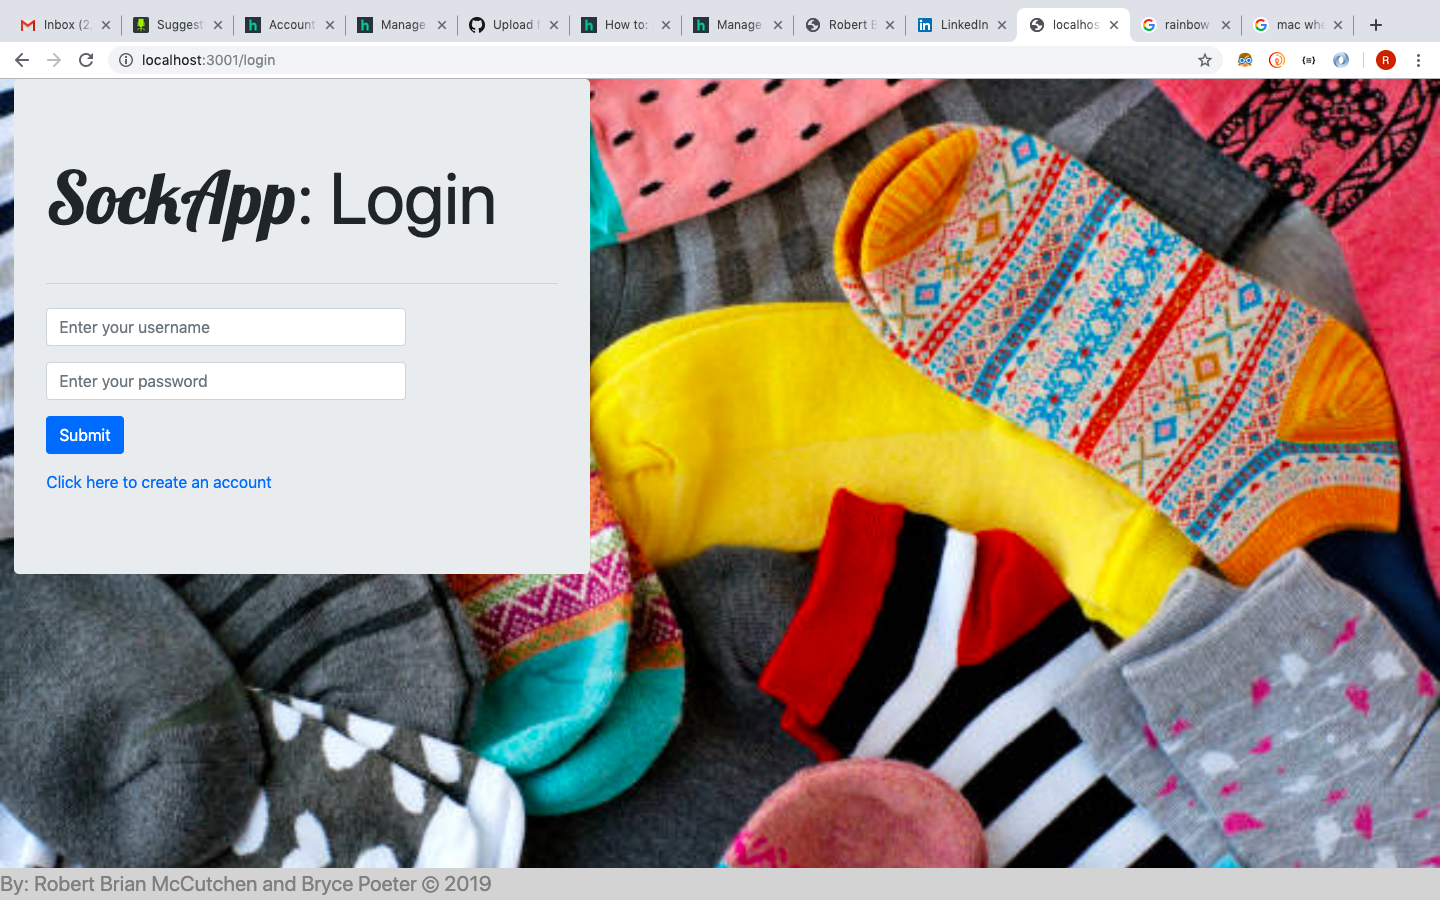 Inbox (2,
Suggest
Account
Manage
Upload f
How to:
Manage
Robert B
LinkedIn
localhos
rainbow
mac whe
localhost:3001/login
R
SockApp: Login
Enter your username
Enter your password
Submit
Click here to create an account
By: Robert Brian McCutchen and Bryce Poeter © 2019